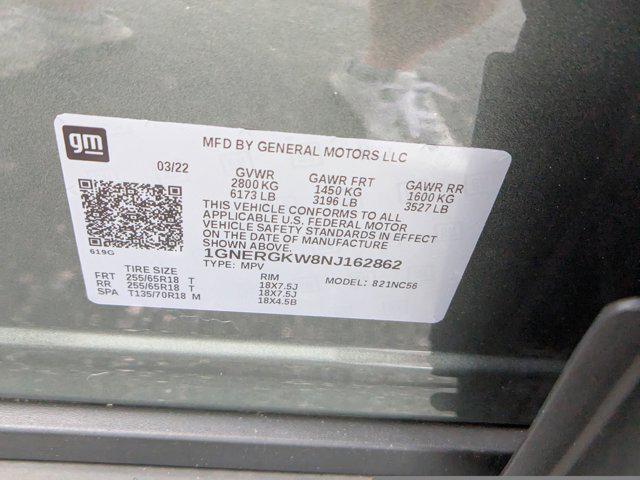 gm
MFD BY GENERAL MOTORS LLC
03/22
GVWR GAWR FRT GAWR RR
2800 KG 1450 KG 1600 KG
6173 LB 3196 LB 3527 LB
THIS VEHICLE CONFORMS TO ALL
APPLICABLE U.S. FEDERAL MOTOR
VEHICLE SAFETY STANDARDS IN EFFECT
ON THE DATE OF MANUFACTURE
SHOWN ABOVE.
619G
1GNERGKW8NJ162862
TYPE: MPV MODEL: 821NC56
TIRE SIZE RIM
FRT 255/65R18 T 18X7.5J
RR 255/65R18 T 18X7.5J
SPA T135/70R18 M 18X4.5B